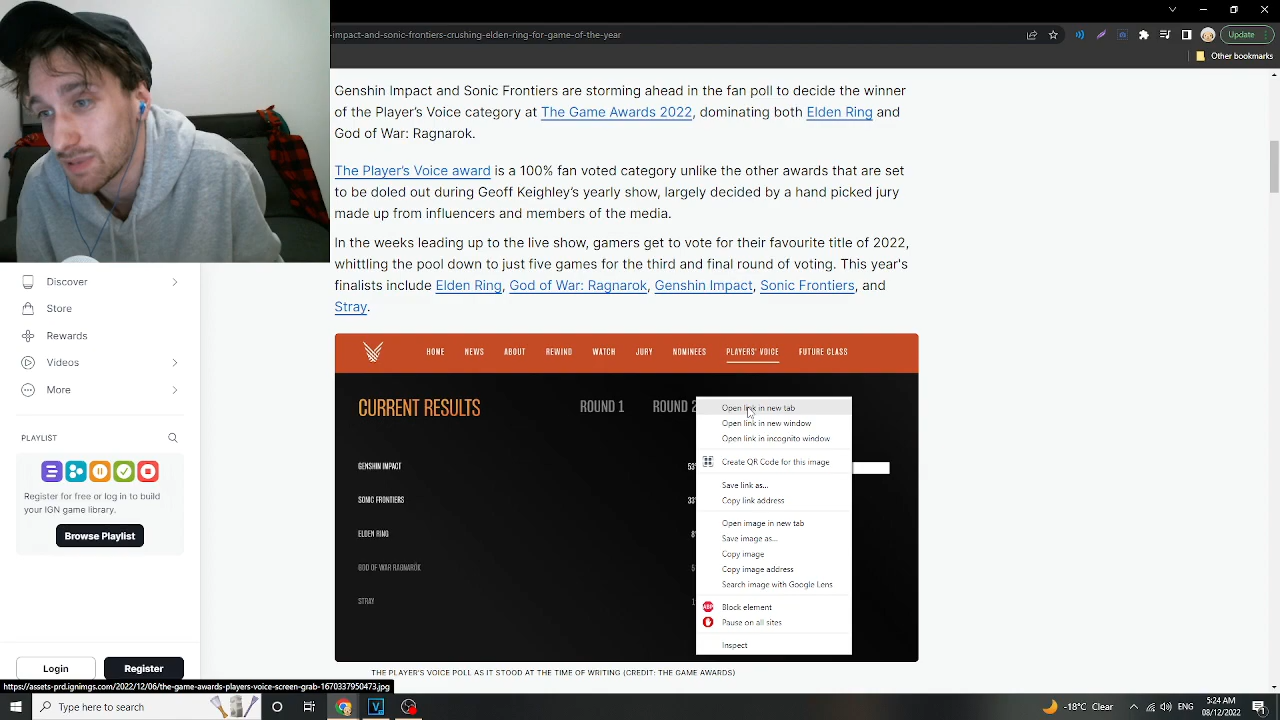 -impact-and-sonic-frontiers-crushing-elden-ring-for-game-of-the-year
Update
Other bookmarks
Genshin Impact and Sonic Frontiers are storming ahead in the fan poll to decide the winner
of the Player's Voice category at The Game Awards 2022, dominating both Elden Ring and
God of War: Ragnarok.
The Player's Voice award is a 100% fan voted category unlike the other awards that are set
to be doled out during Geoff Keighley's yearly show, largely decided by a hand picked jury
made from influencers and members of the media.
In the weeks leading up to the live show, gamers get to vote for their favorite title of 2022,
whittling the pool down to just five games for the third and final round of voting. This year's
finalists include Elden Ring, God of War: Ragnarok, Genshin Impact, Sonic Frontiers, and
Stray.
Discover
Store
Rewards
Videos
More
PLAYLIST
Register for free or log in to build
your IGN game library.
Browse Playlist
Login Register
HOME NEWS ABOUT REWIND WATCH JURY NOMINEES PLAYERS' VOICE FUTURE CLASS
CURRENT RESULTS ROUND 1 ROUND 2
GENSHIN IMPACT 53
SONIC FRONTIERS 33
ELDEN RING 8
GOD OF WAR RAGNARÖK 5
STRAY 1
Open link in new tab
Open link in new window
Open link in incognito window
Create QR Code for this image
Save link as...
Copy link address
Open image in new tab
Save image as...
Copy image
Copy image address
Search image with Google Lens
ABP Block element
Pause on all sites
Inspect
THE PLAYER'S VOICE POLL AS IT STOOD AT THE TIME OF WRITING (CREDIT: THE GAME AWARDS)
https://assets-prd.ignimgs.com/2022/12/06/the-game-awards-players-voice-screen-grab-1670337950473.jpg
Type here to search
-18°C
ENG
5:24 AM
08/12/2022